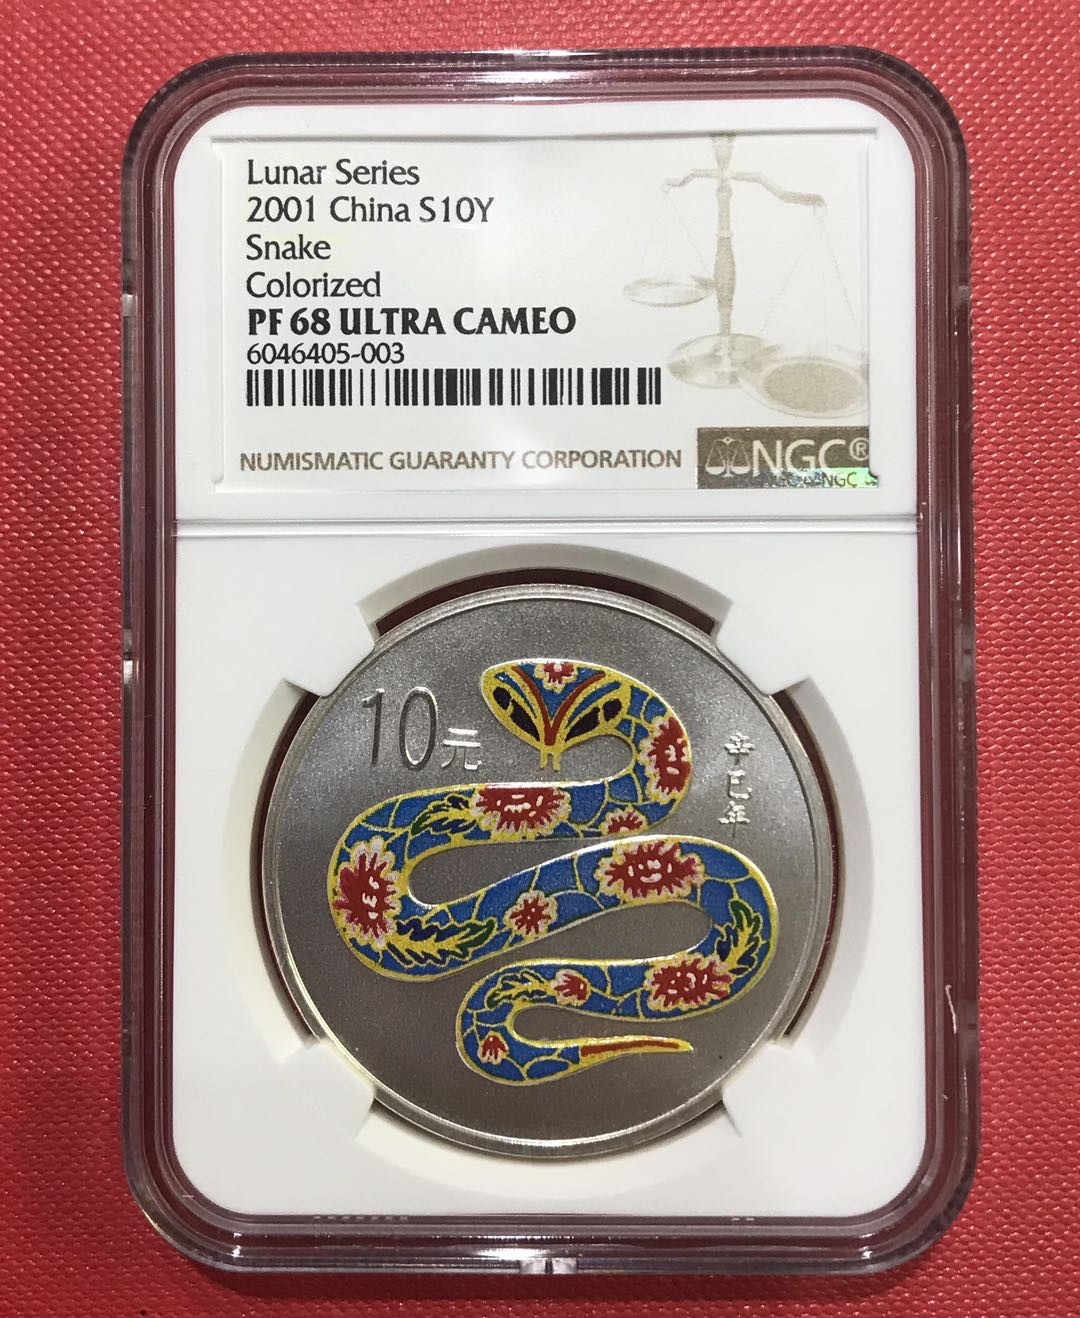 Lunar Series
2001 China S10Y
Snake
Colorized
PF 68 ULTRA CAMEO
6046405-003
NUMISMATIC GUARANTY CORPORATION
NGC®
NGC
10元
辛巳年